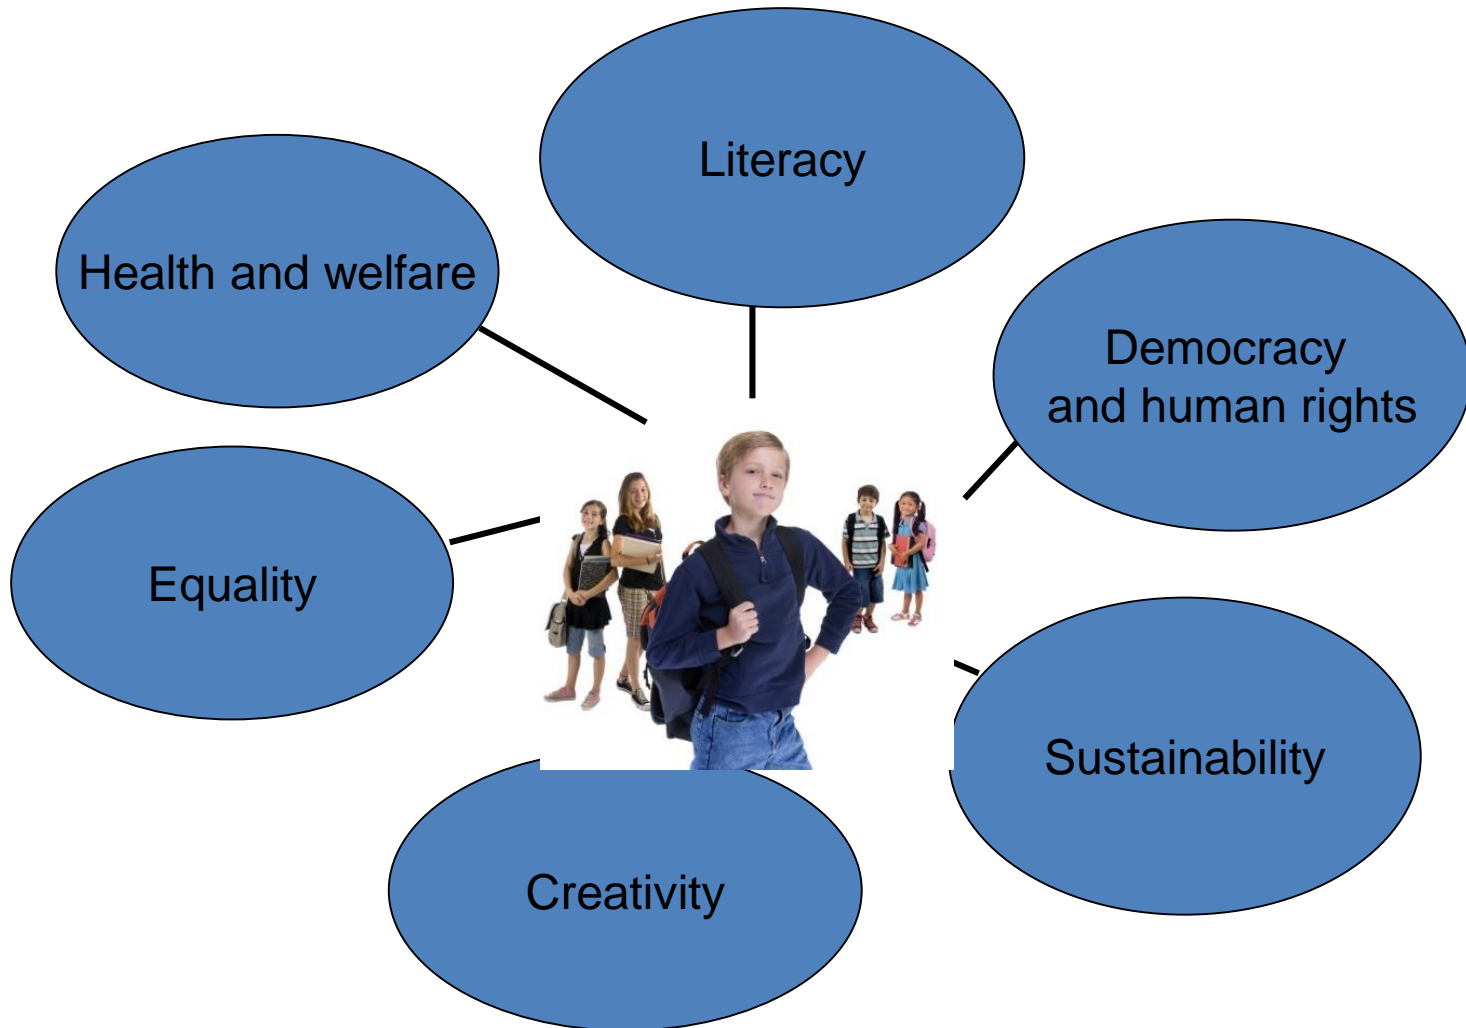 Literacy
Health and welfare
Democracy
and human rights
Equality
Sustainability
Creativity